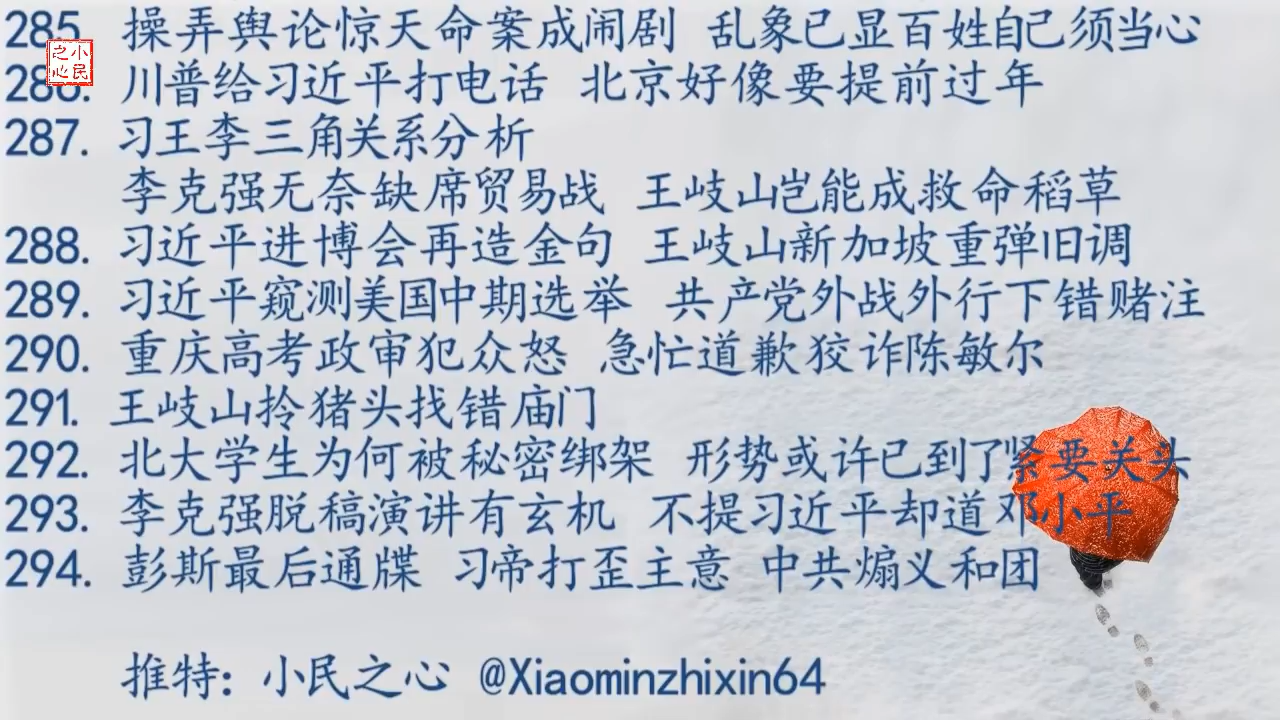 285. 操弄舆论惊天命案成闹剧 乱象已显百姓自己须当心
小民之心
286. 川普给习近平打电话 北京好像要提前过年
287. 习王李三角关系分析
李克强无奈缺席贸易战 王岐山岂能成救命稻草
288. 习近平进博会再造金句 王岐山新加坡重弹旧调
289. 习近平窥测美国中期选举 共产党外战外行下错赌注
290. 重庆高考政审犯众怒 急忙道歉狡诈陈敏尔
291. 王岐山拎猪头找错庙门
292. 北大学生为何被秘密绑架 形势或许已到了紧要关头
293. 李克强脱稿演讲有玄机 不提习近平却道邓小平
294. 彭斯最后通牒 习帝打歪主意 中共煽义和团
推特: 小民之心 @Xiaominzhixin64